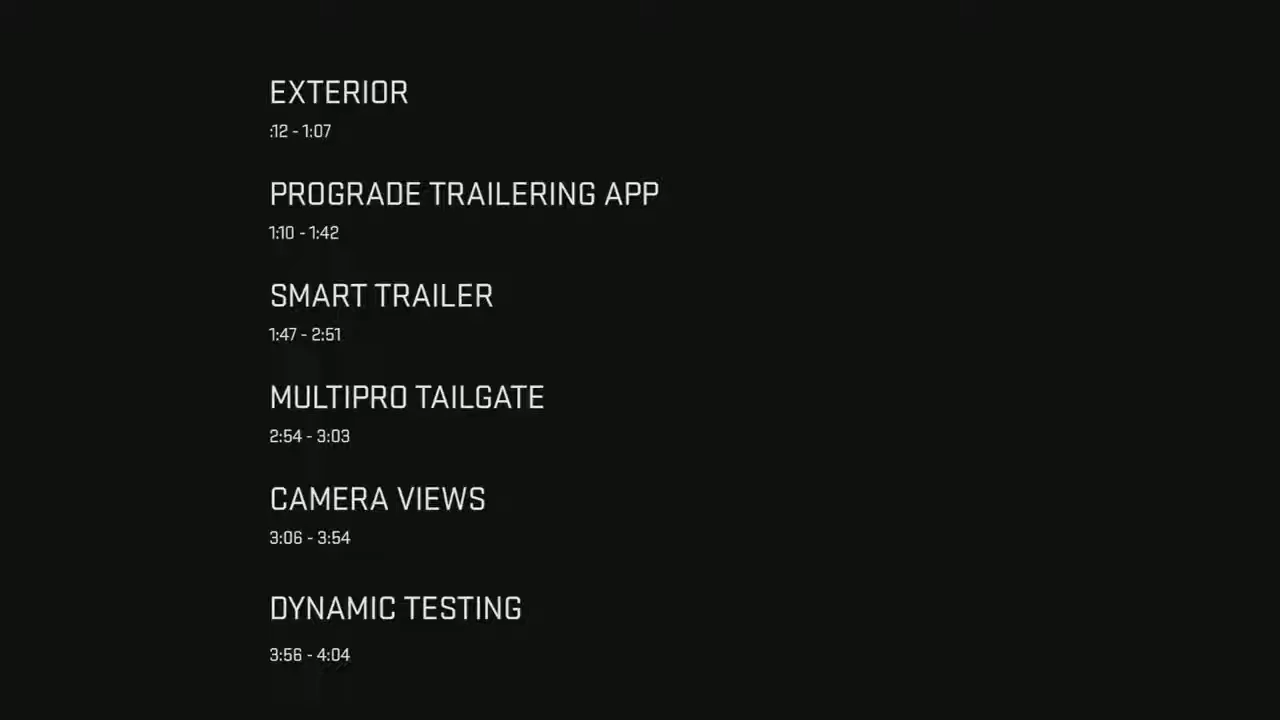 EXTERIOR
:12 - 1:07
PROGRADE TRAILERING APP
1:10 - 1:42
SMART TRAILER
1:47 - 2:51
MULTIPRO TAILGATE
2:54 - 3:03
CAMERA VIEWS
3:06 - 3:54
DYNAMIC TESTING
3:56 - 4:04